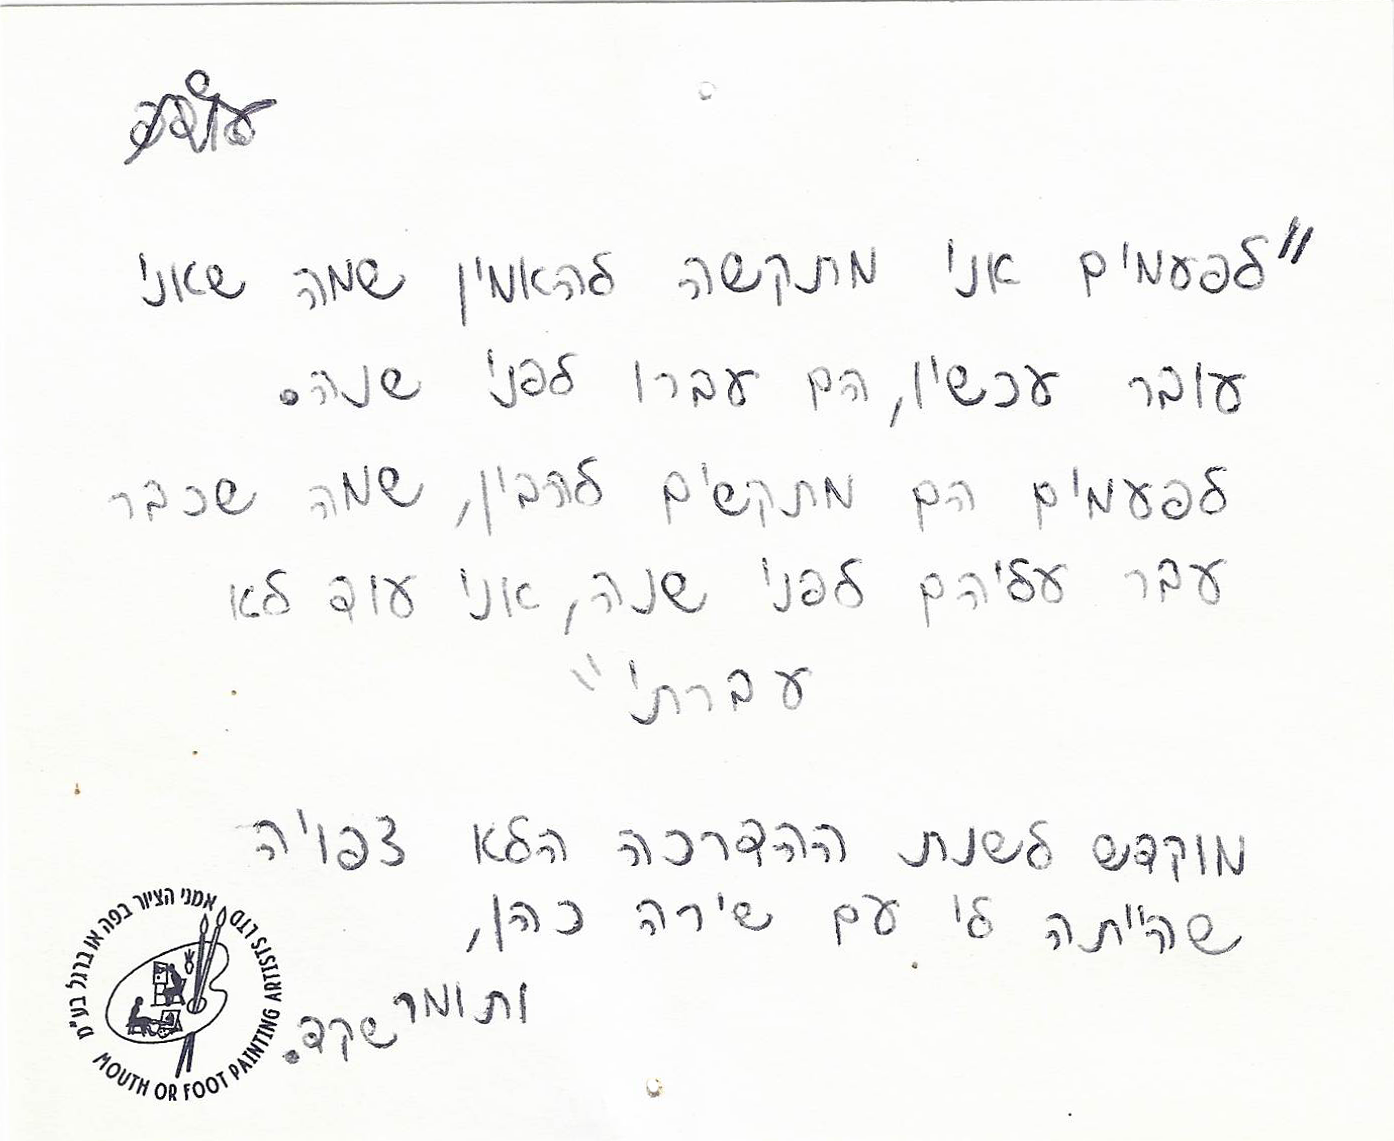 "לפעמים אני מתקשה להאמין שמה שאני
עובר עכשיו, הם עברו לפני שנה.
לפעמים הם מתקשים להבין, שמה שכבר
עבר עליהם לפני שנה, אני עוד לא
עברתי"
מוקדש לשנת ההדרכה הלא צפויה
שהייתה לי עם שירה כהן,
ותומר שקד.
אמני הציור בפה או ברגל בע"מ
MOUTH OR FOOT PAINTING ARTISTS LTD